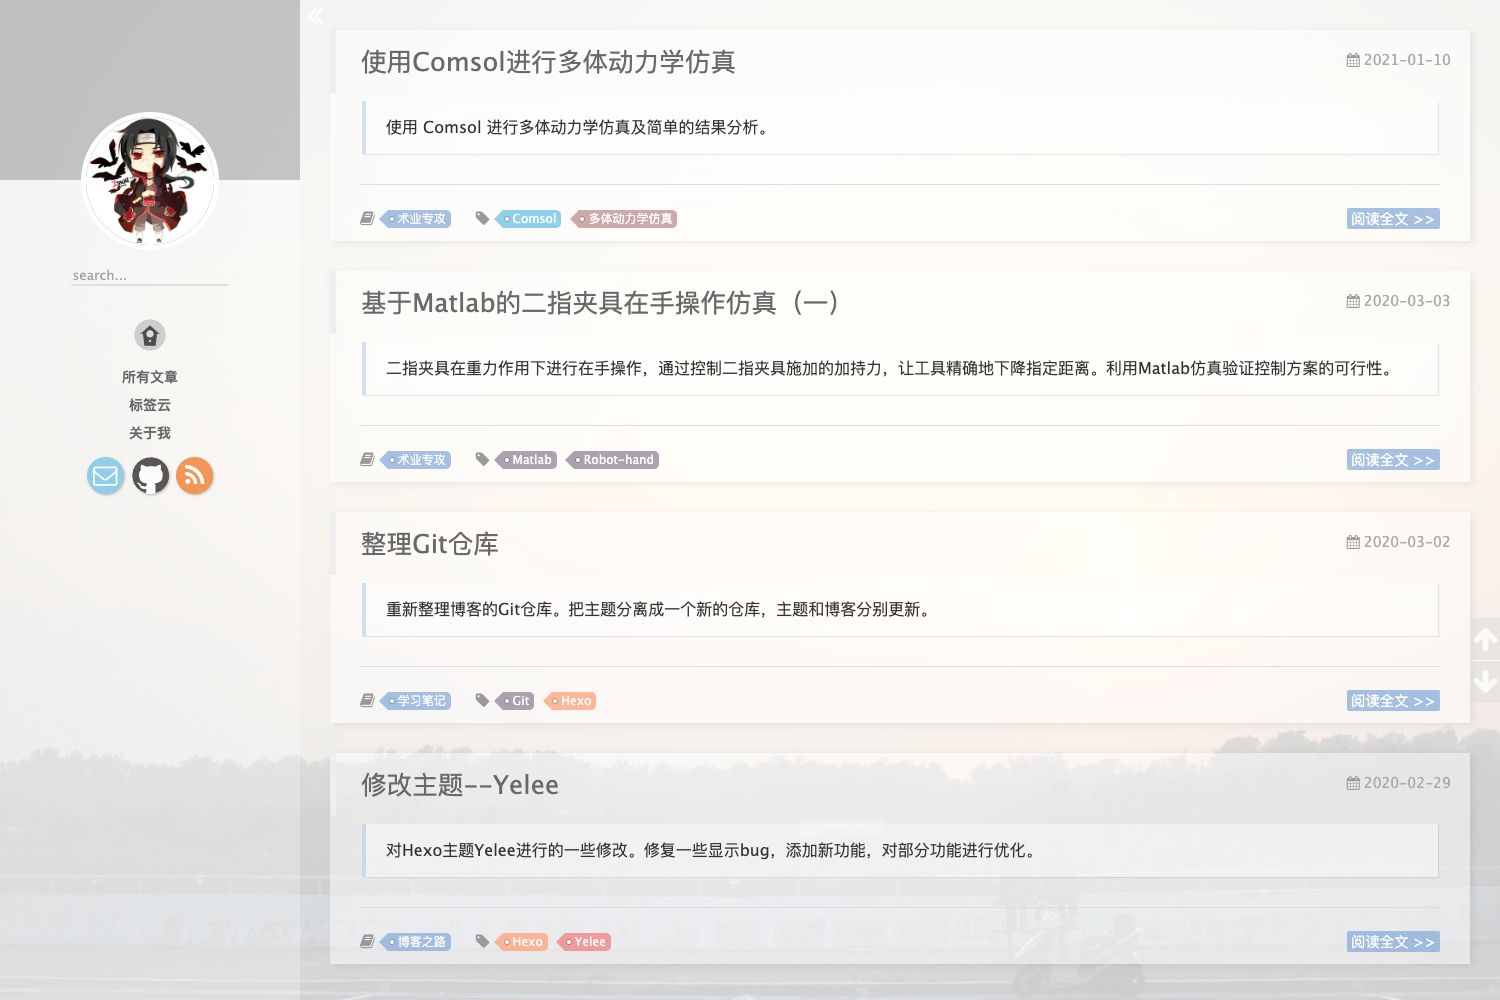 search...
所有文章
标签云
关于我
使用Comsol进行多体动力学仿真
2021-01-10
使用 Comsol 进行多体动力学仿真及简单的结果分析。
术业专攻 Comsol 多体动力学仿真 阅读全文 >>
基于Matlab的二指夹具在手操作仿真（一）
2020-03-03
二指夹具在重力作用下进行在手操作，通过控制二指夹具施加的加持力，让工具精确地下降指定距离。利用Matlab仿真验证控制方案的可行性。
术业专攻 Matlab Robot-hand 阅读全文 >>
整理Git仓库
2020-03-02
重新整理博客的Git仓库。把主题分离成一个新的仓库，主题和博客分别更新。
学习笔记 Git Hexo 阅读全文 >>
修改主题--Yelee
2020-02-29
对Hexo主题Yelee进行的一些修改。修复一些显示bug，添加新功能，对部分功能进行优化。
博客之路 Hexo Yelee 阅读全文 >>